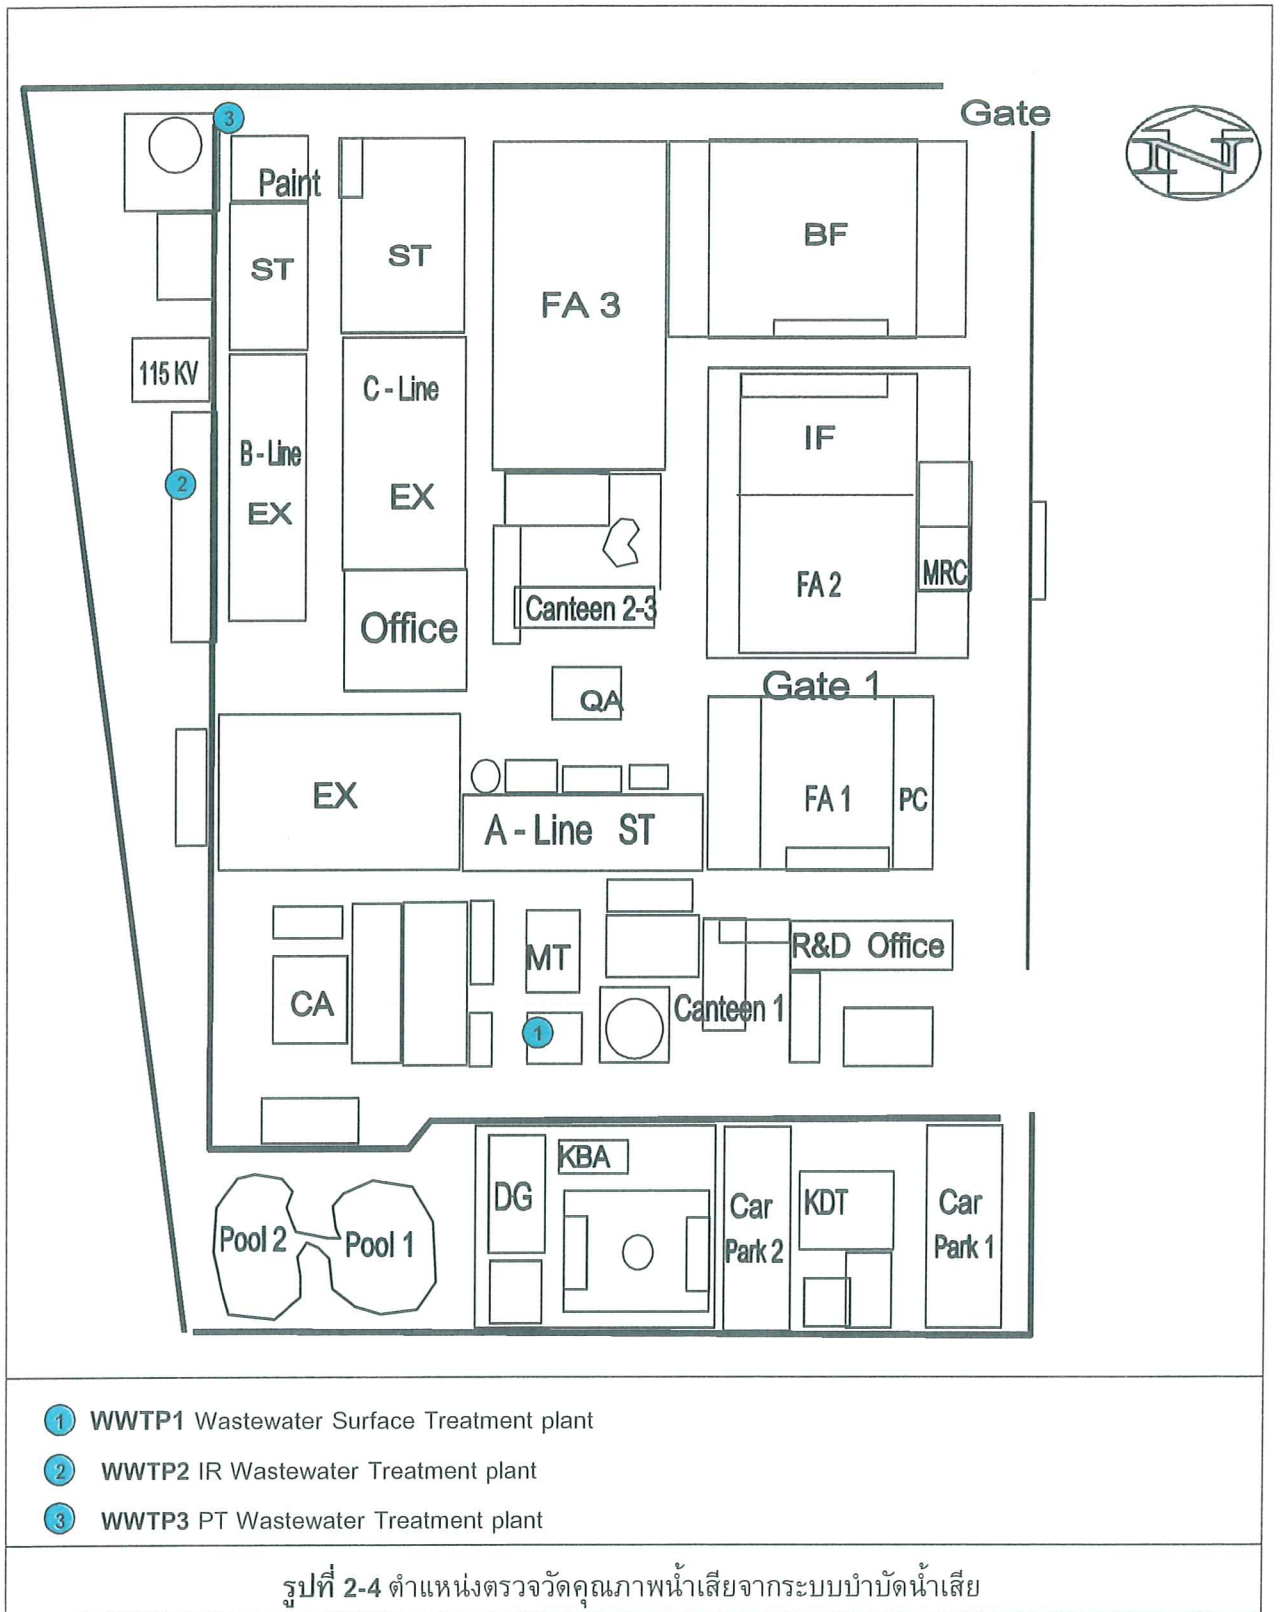 Gate
N
3
Paint
ST
ST
BF
FA 3
115 KV
C - Line
B - Line
IF
2
EX
EX
FA 2
MRC
Canteen 2-3
Office
Gate 1
QA
EX
FA 1
PC
A - Line ST
MT
R&D Office
CA
Canteen 1
1
KBA
DG
Car
Park 2
KDT
Car
Park 1
Pool 2
Pool 1
1 WWTP1 Wastewater Surface Treatment plant
2 WWTP2 IR Wastewater Treatment plant
3 WWTP3 PT Wastewater Treatment plant
รูปที่ 2-4 ตำแหน่งตรวจวัดคุณภาพน้ำเสียจากระบบบำบัดน้ำเสีย